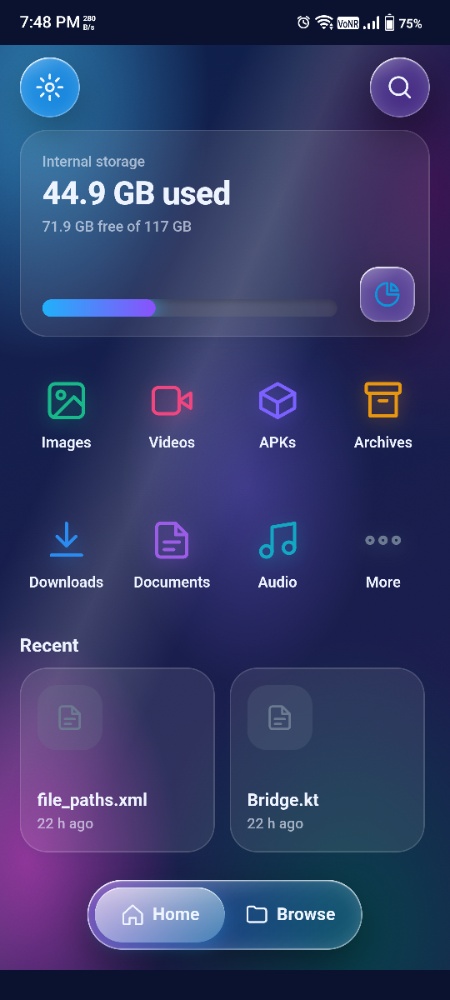 7:48 PM 280 B/s VoNR 75%
Internal storage
44.9 GB used
71.9 GB free of 117 GB
Images Videos APKs Archives
Downloads Documents Audio More
Recent
file_paths.xml Bridge.kt
22 h ago 22 h ago
Home Browse